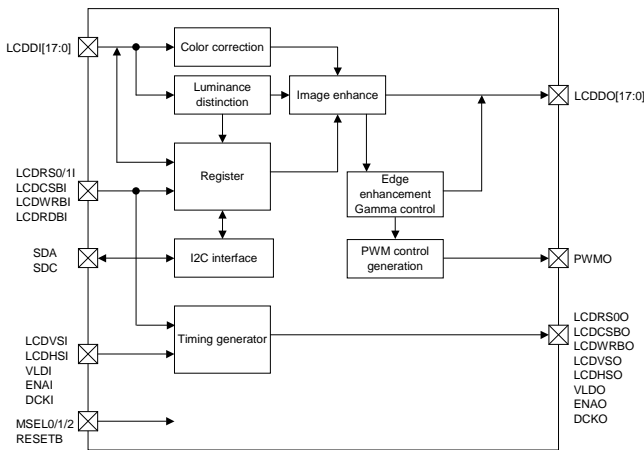 LCDDI[17:0]
Color correction
Luminance
distinction
Image enhance
LCDDO[17:0]
LCDRS0/1I
LCDCSBI
LCDWRBI
LCDRDBI
Register
Edge
enhancement
Gamma control
SDA
SDC
I2C interface
PWM control
generation
PWMO
LCDVSI
LCDHSI
VLDI
ENAI
DCKI
Timing generator
LCDRS0O
LCDCSBO
LCDWRBO
LCDVSO
LCDHSO
VLDO
ENAO
DCKO
MSEL0/1/2
RESETB